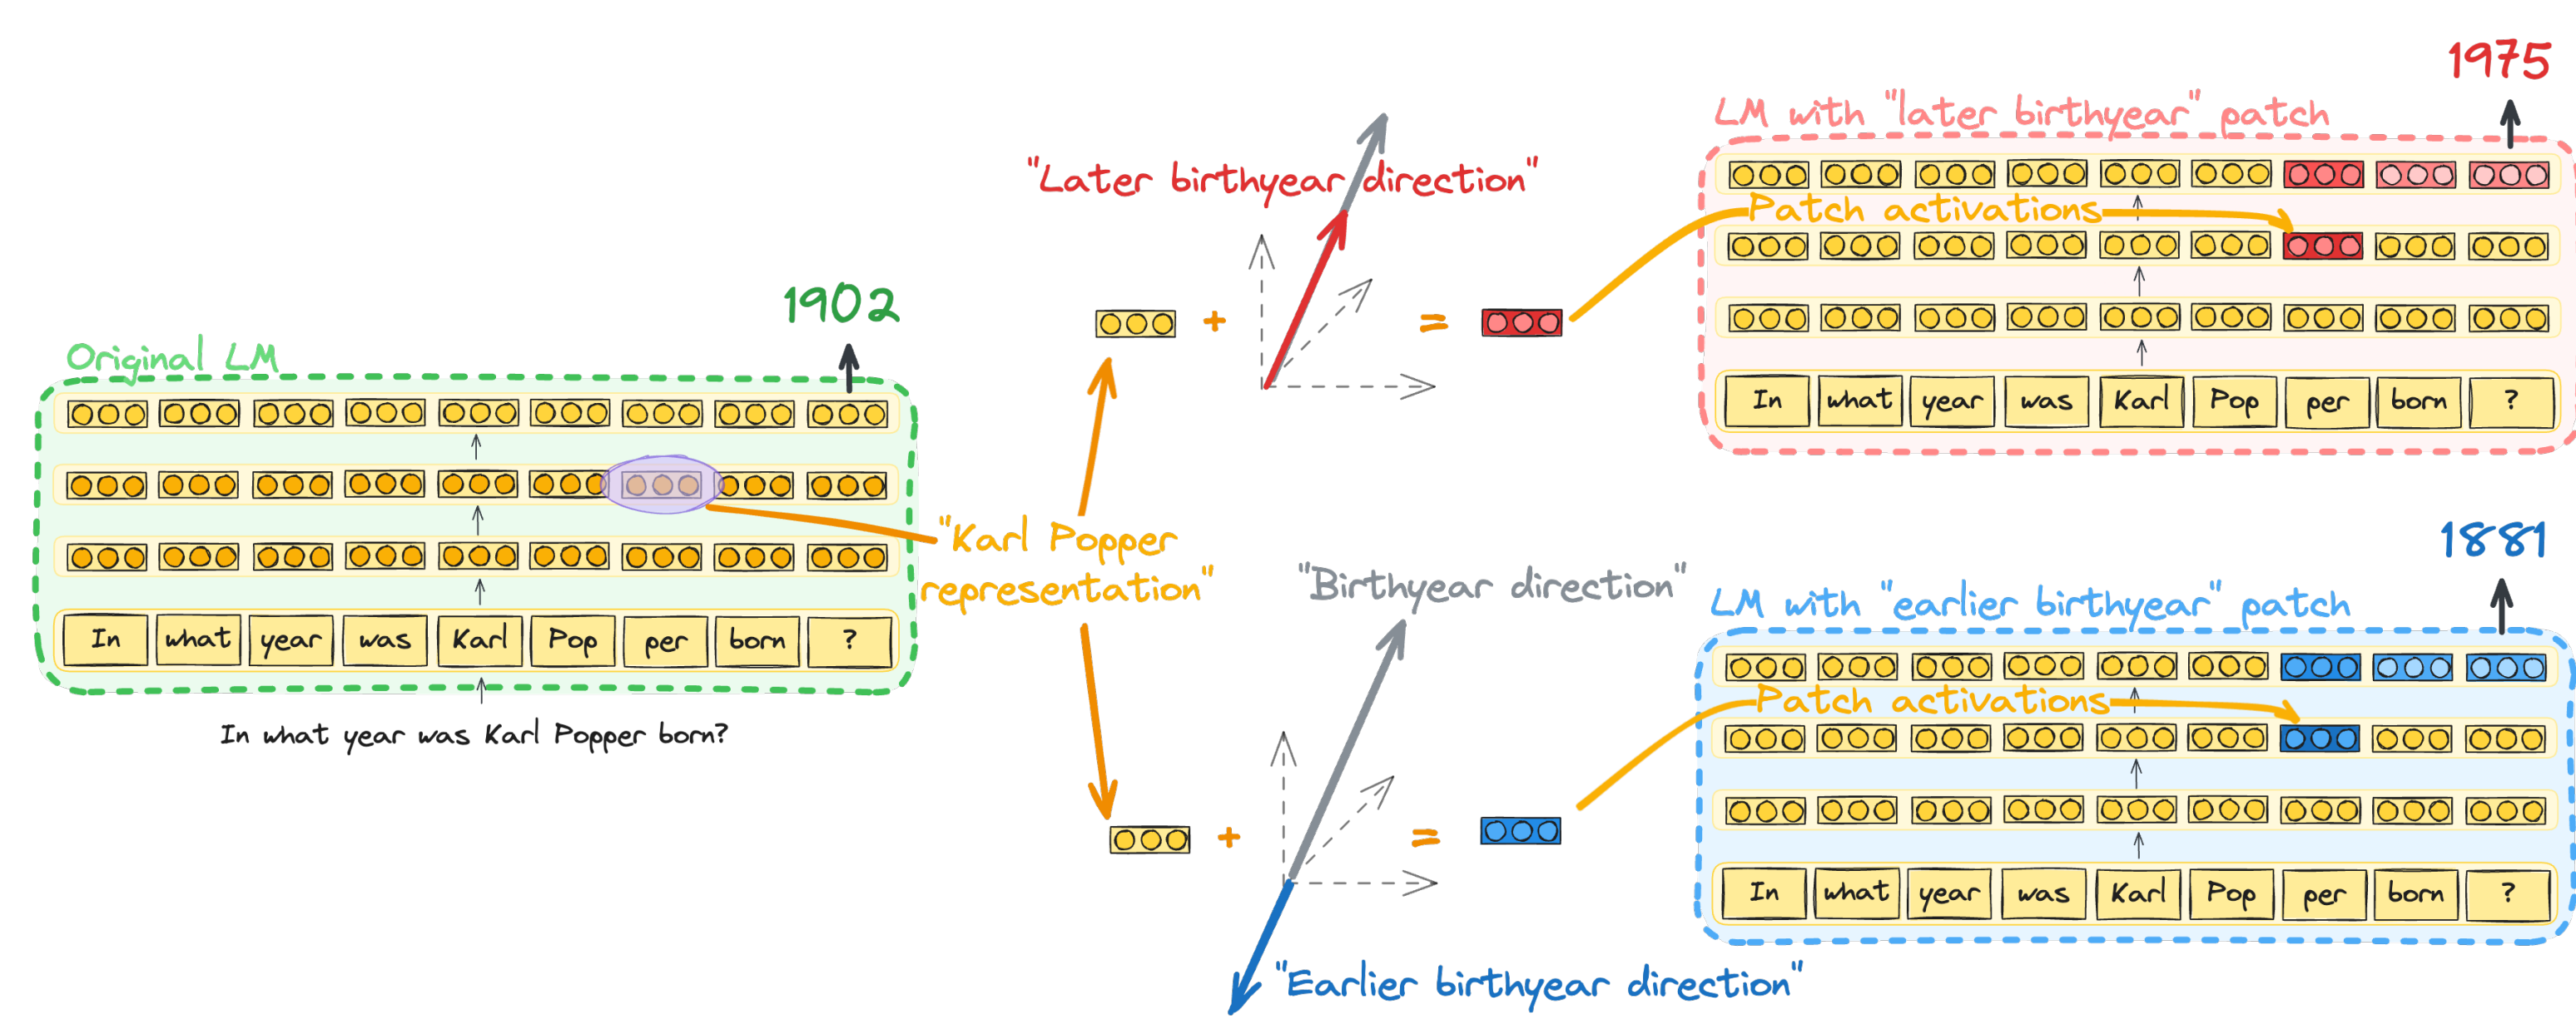 1902
Original LM
In what year was Karl Pop per born ?
In what year was Karl Popper born?
"Karl Popper
representation"
"Later birthyear direction"
+
=
"Birthyear direction"
+
=
"Earlier birthyear direction"
1975
LM with "later birthyear" patch
Patch activations
In what year was Karl Pop per born ?
1881
LM with "earlier birthyear" patch
Patch activations
In what year was Karl Pop per born ?